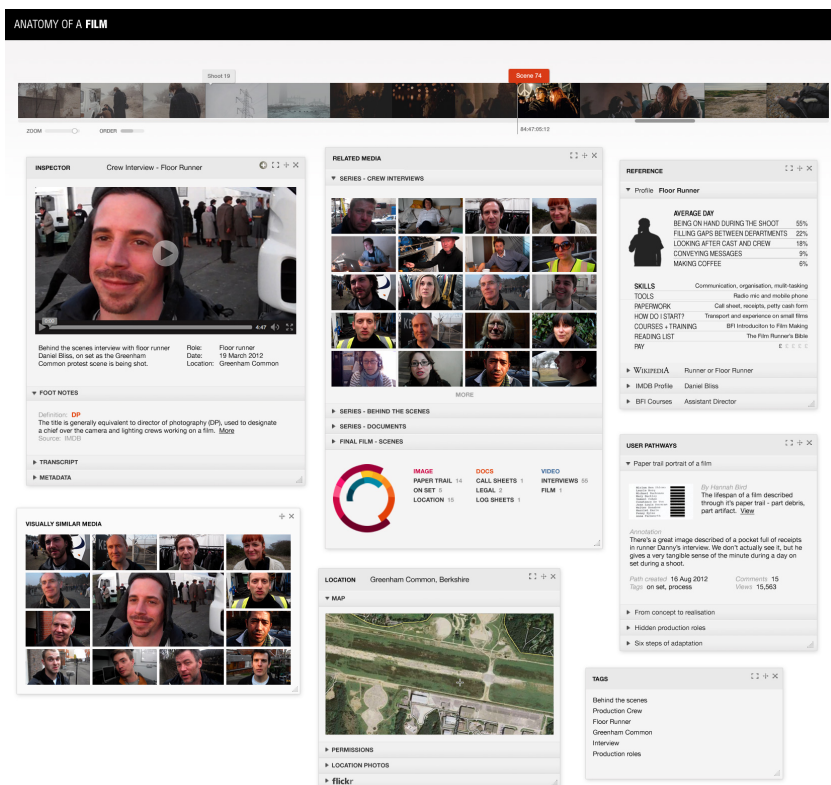 ANATOMY OF A FILM
Shoot 19
Scene 74
ZOOM
ORDER
84:47:05:12
INSPECTOR Crew Interview - Floor Runner
0:05
4:47
Behind the scenes interview with floor runner
Daniel Bliss, on set as the Greenham
Common protest scene is being shot.
Role: Floor runner
Date: 19 March 2012
Location: Greenham Common
FOOT NOTES
Definition: DP
The title is generally equivalent to director of photography (DP), used to designate
a chief over the camera and lighting crews working on a film. More
Source: IMDB
TRANSCRIPT
METADATA
VISUALLY SIMILAR MEDIA
RELATED MEDIA
SERIES - CREW INTERVIEWS
MORE
SERIES - BEHIND THE SCENES
SERIES - DOCUMENTS
FINAL FILM - SCENES
IMAGE
PAPER TRAIL 14
ON SET 5
LOCATION 15
DOCS
CALL SHEETS 1
LEGAL 2
LOG SHEETS 1
VIDEO
INTERVIEWS 55
FILM 1
LOCATION Greenham Common, Berkshire
MAP
PERMISSIONS
LOCATION PHOTOS
flickr
REFERENCE
Profile Floor Runner
AVERAGE DAY
BEING ON HAND DURING THE SHOOT 55%
FILLING GAPS BETWEEN DEPARTMENTS 22%
LOOKING AFTER CAST AND CREW 18%
CONVEYING MESSAGES 9%
MAKING COFFEE 6%
SKILLS Communication, organisation, mulit-tasking
TOOLS Radio mic and mobile phone
PAPERWORK Call sheet, receipts, petty cash form
HOW DO I START? Transport and experience on small films
COURSES + TRAINING BFI Introduciton to Film Making
READING LIST The Film Runner's Bible
PAY £ £ £ £ £
WIKIPEDIA Runner or Floor Runner
IMDB Profile Daniel Bliss
BFI Courses Assistant Director
USER PATHWAYS
Paper trail portrait of a film
By Hannah Bird
The lifespan of a film described
through it's paper trail - part debris,
part artifact. View
Annotation
There's a great image described of a pocket full of receipts
in runner Danny's interview. We don't actually see it, but he
gives a very tangible sense of the minute during a day on
set during a shoot.
Path created 16 Aug 2012 Comments 15
Tags on set, process Views 15,563
From concept to realisation
Hidden production roles
Six steps of adaptation
TAGS
Behind the scenes
Production Crew
Floor Runner
Greenham Common
Interview
Production roles